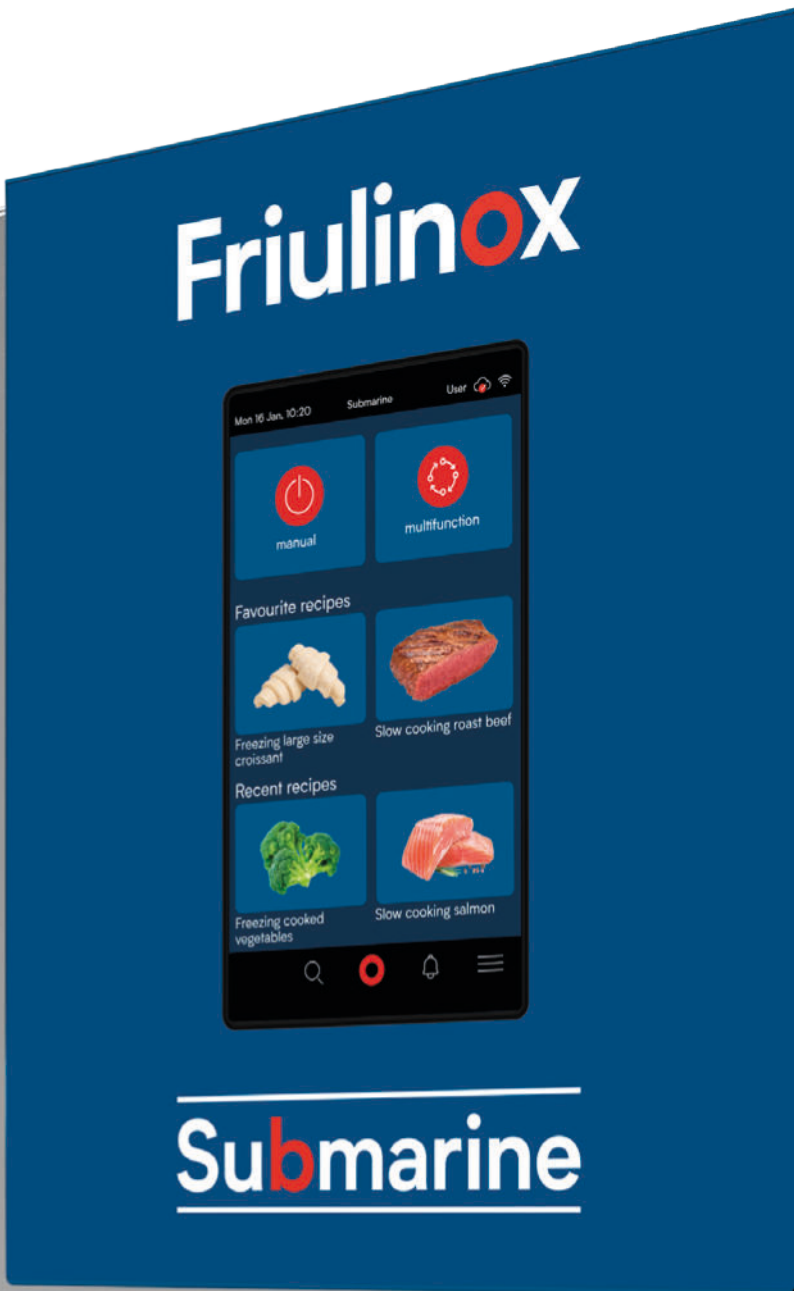 Friulinox
Mon 16 Jan, 10:20 Submarine User
manual multifunction
Favourite recipes
Freezing large size
croissant
Slow cooking roast beef
Recent recipes
Freezing cooked
vegetables
Slow cooking salmon
Submarine